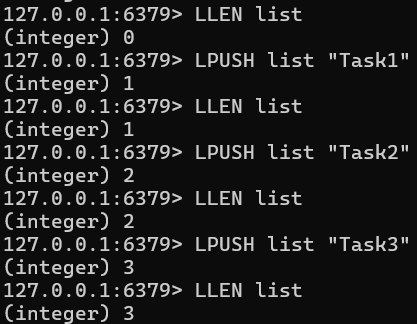 127.0.0.1:6379> LLEN list
(integer) 0
127.0.0.1:6379> LPUSH list "Task1"
(integer) 1
127.0.0.1:6379> LLEN list
(integer) 1
127.0.0.1:6379> LPUSH list "Task2"
(integer) 2
127.0.0.1:6379> LLEN list
(integer) 2
127.0.0.1:6379> LPUSH list "Task3"
(integer) 3
127.0.0.1:6379> LLEN list
(integer) 3